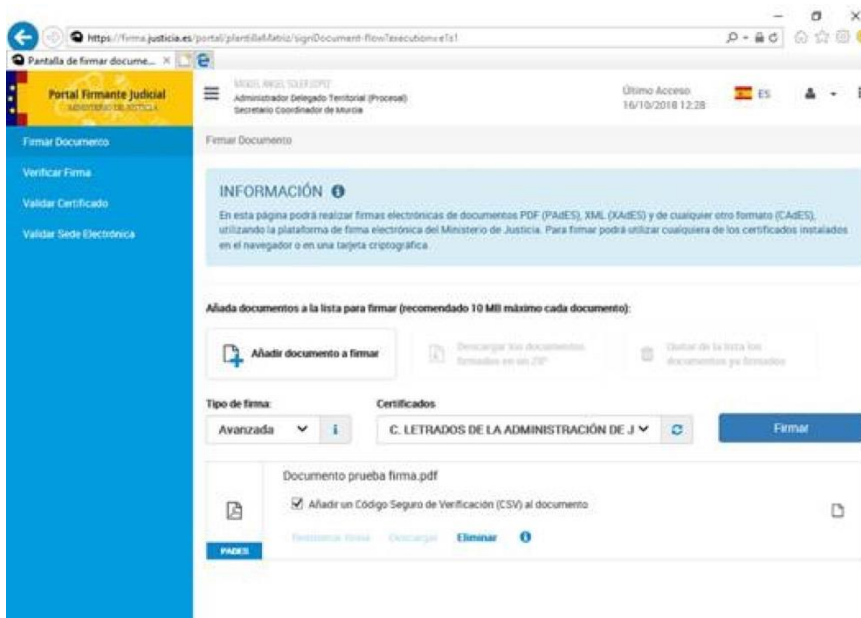 https://firma.justicia.es/portal/plantillaMatriz/signDocument-flow?execution=e1s1
Pantalla de firmar docume...
Portal Firmante Judicial
MINISTERIO DE JUSTICIA
Administrador Delegado Territorial (Procesal)
Secretario Coordinador de Murcia
Último Acceso
16/10/2018 12:28
ES
Firmar Documento
Verificar Firma
Validar Certificado
Validar Sede Electrónica
Firmar Documento
INFORMACIÓN
En esta página podrá realizar firmas electrónicas de documentos PDF (PAdES), XML (XAdES) y de cualquier otro formato (CAdES),
utilizando la plataforma de firma electrónica del Ministerio de Justicia. Para firmar podrá utilizar cualquiera de los certificados instalados
en el navegador o en una tarjeta criptográfica.
Añada documentos a la lista para firmar (recomendado 10 MB máximo cada documento):
Añadir documento a firmar
Descargar los documentos
firmados en un ZIP
Quitar de la lista los
documentos ya firmados
Tipo de firma:
Certificados
Avanzada
C. LETRADOS DE LA ADMINISTRACIÓN DE J
Firmar
Documento prueba firma.pdf
Añadir un Código Seguro de Verificación (CSV) al documento
Descargar
Eliminar
PADES